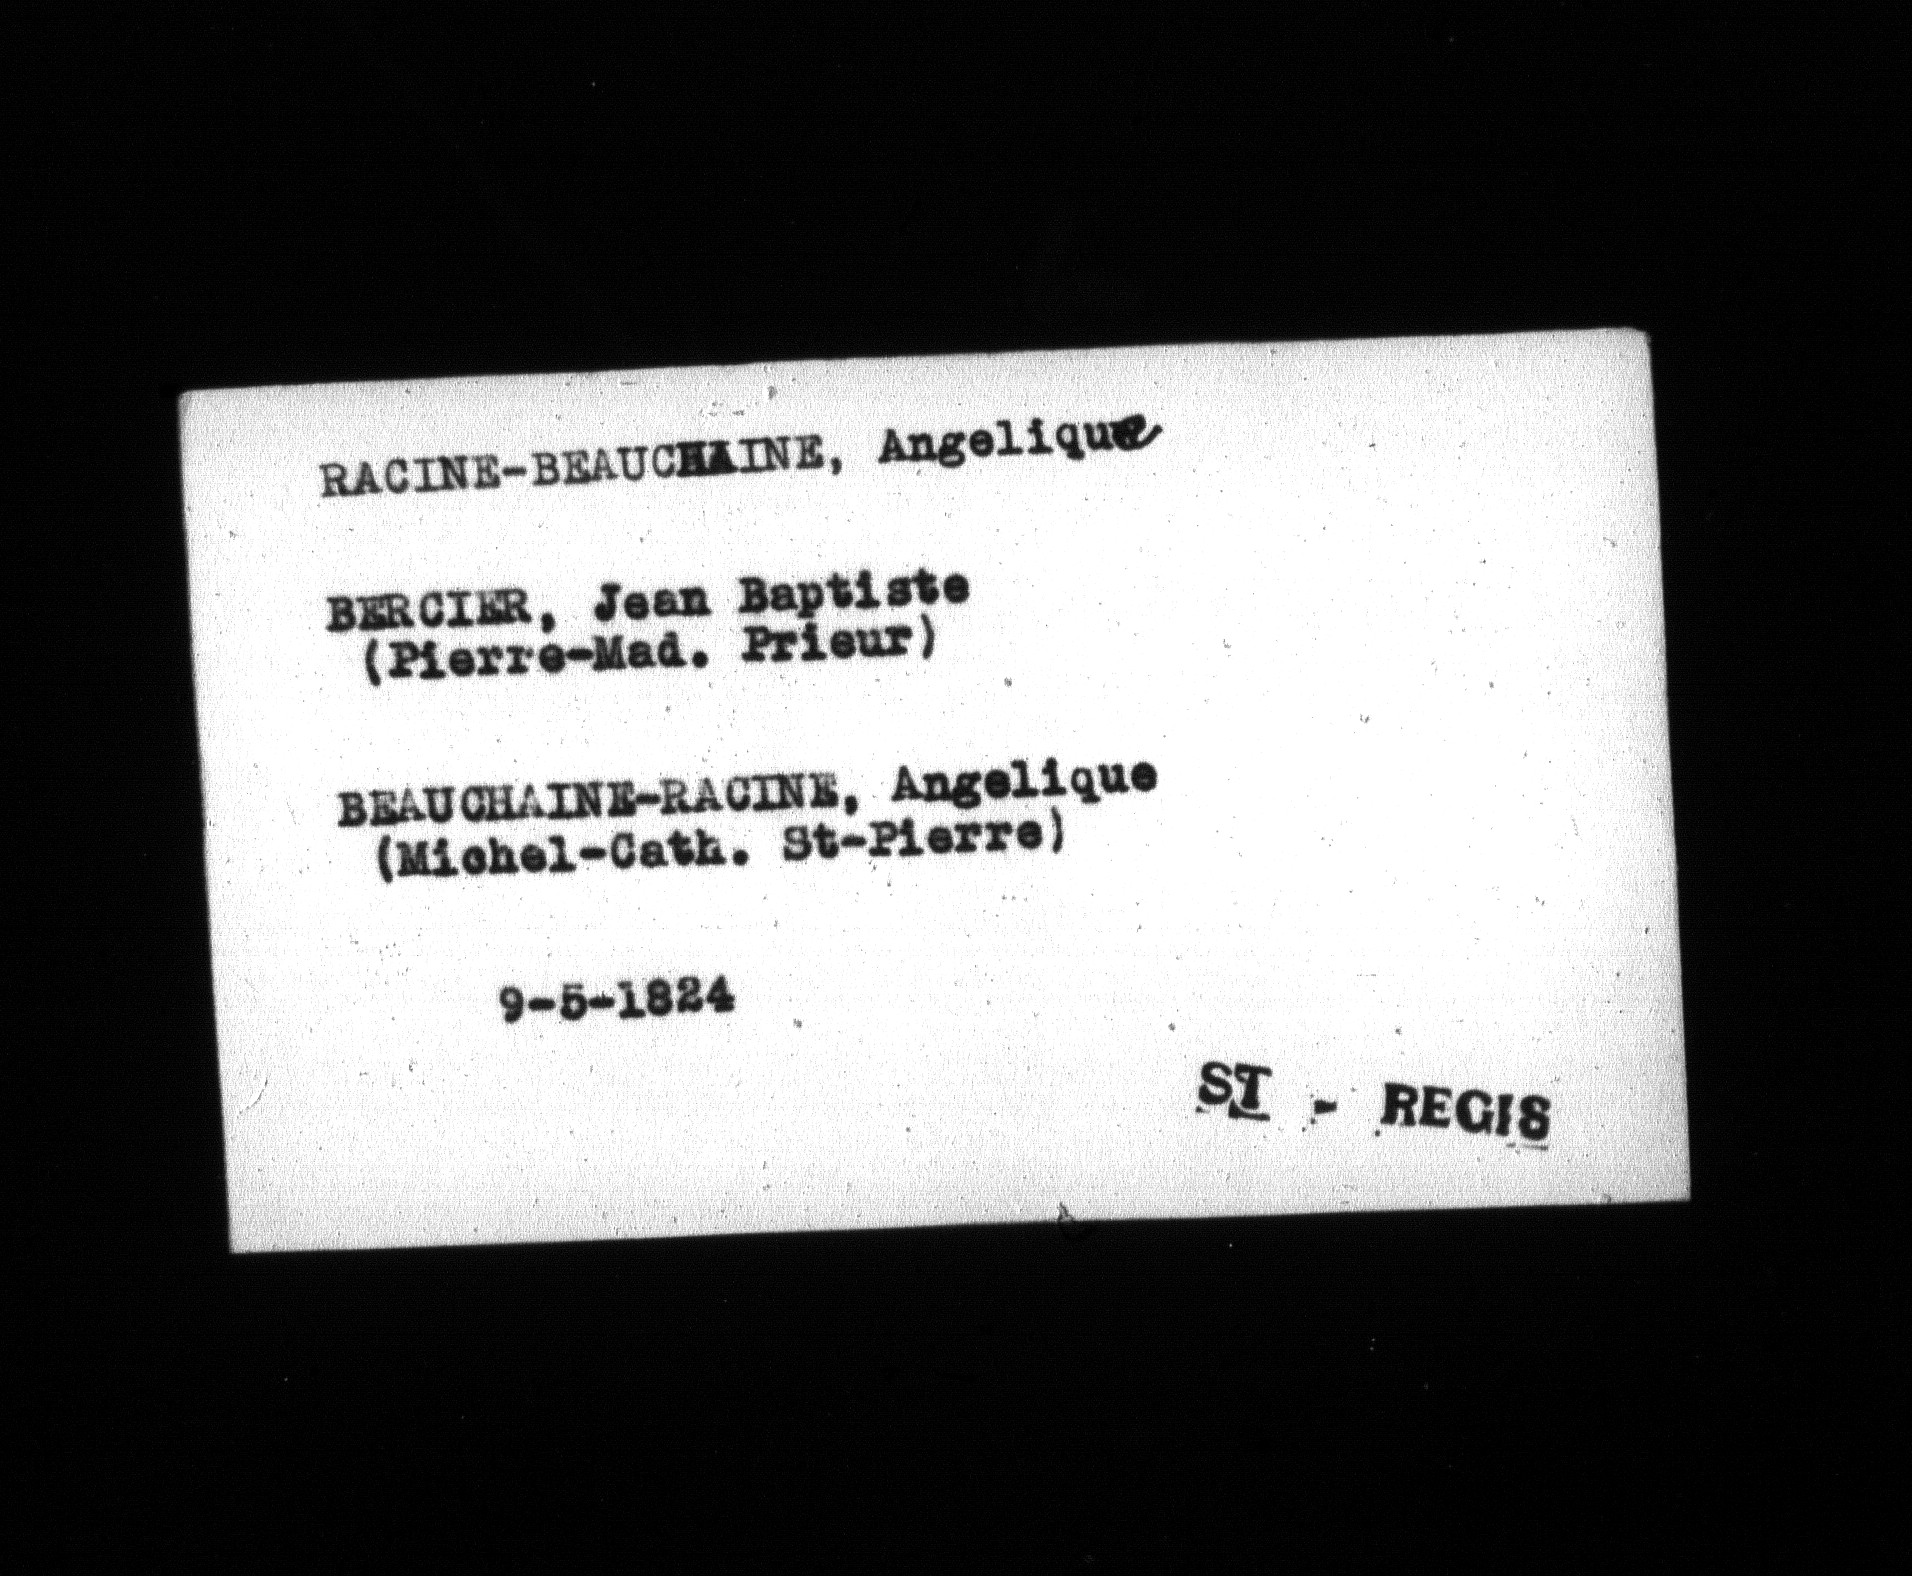 RACINE-BEAUCHAINE, Angelique
BERCIER, Jean Baptiste
(Pierre-Mad. Prieur)
BEAUCHAINE-RACINE, Angelique
(Michel-Cath. St-Pierre)
9-5-1824
ST - REGIS